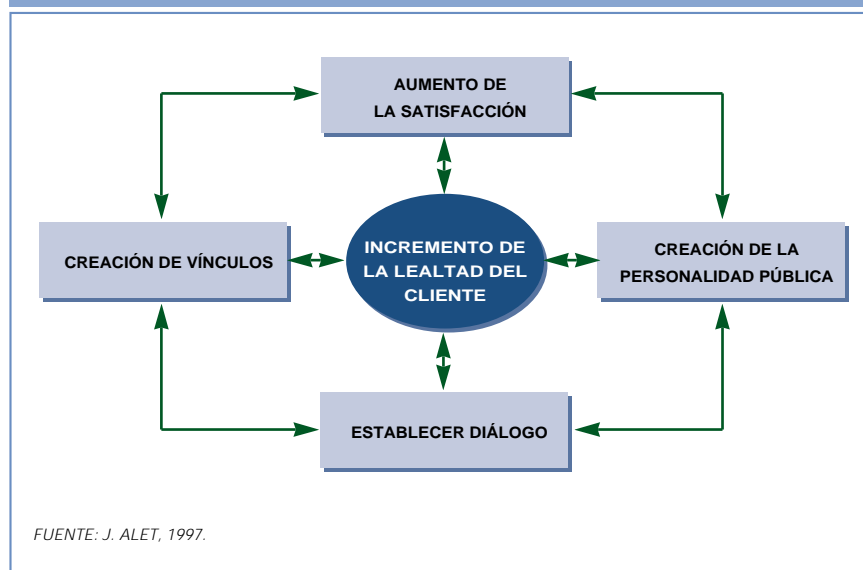 AUMENTO DE
LA SATISFACCIÓN
CREACIÓN DE VÍNCULOS
INCREMENTO DE
LA LEALTAD DEL
CLIENTE
CREACIÓN DE LA
PERSONALIDAD PÚBLICA
ESTABLECER DIÁLOGO
FUENTE: J. ALET, 1997.